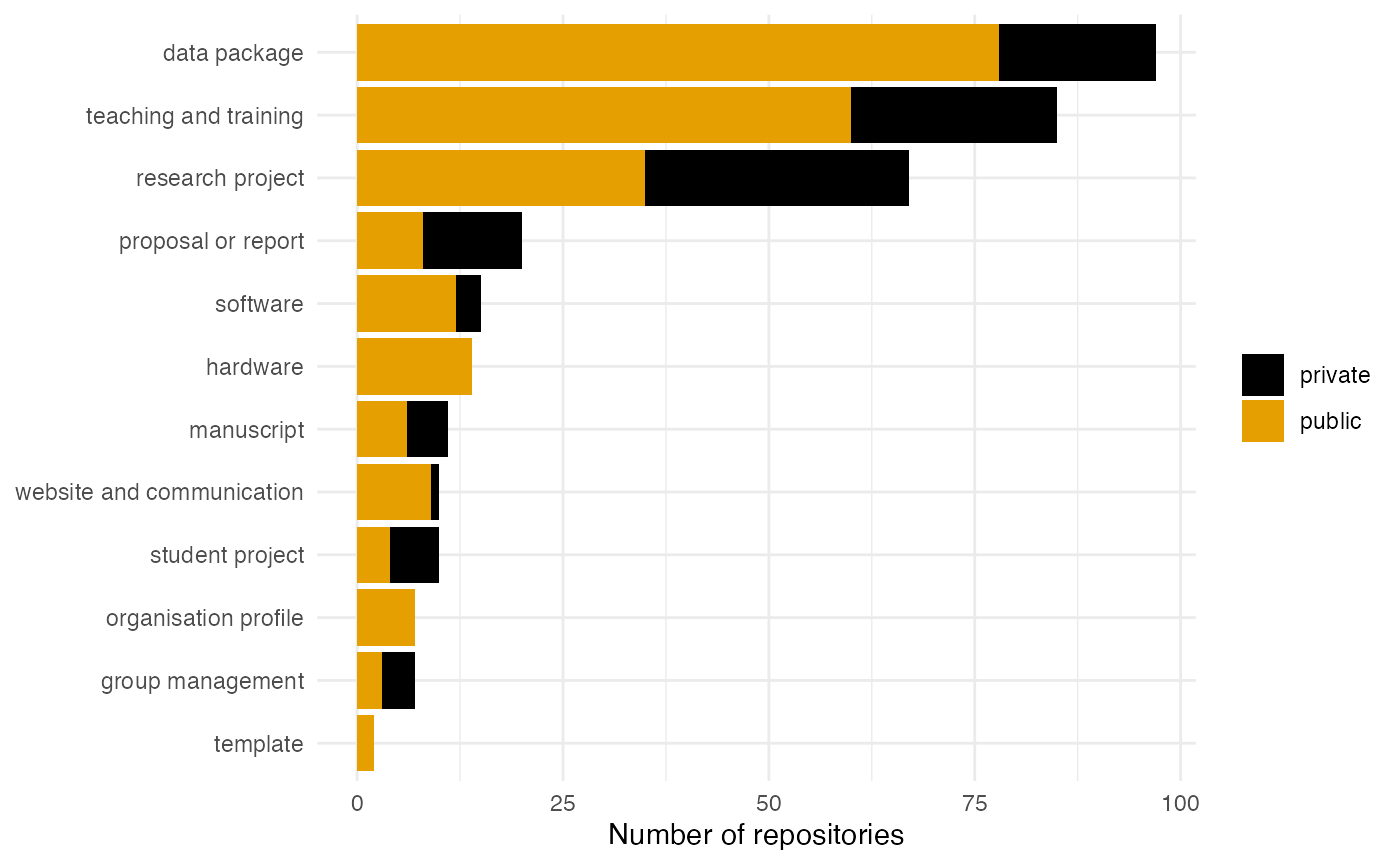 data package
teaching and training
research project
proposal or report
software
hardware
manuscript
website and communication
student project
organisation profile
group management
template
0 25 50 75 100
Number of repositories
private
public